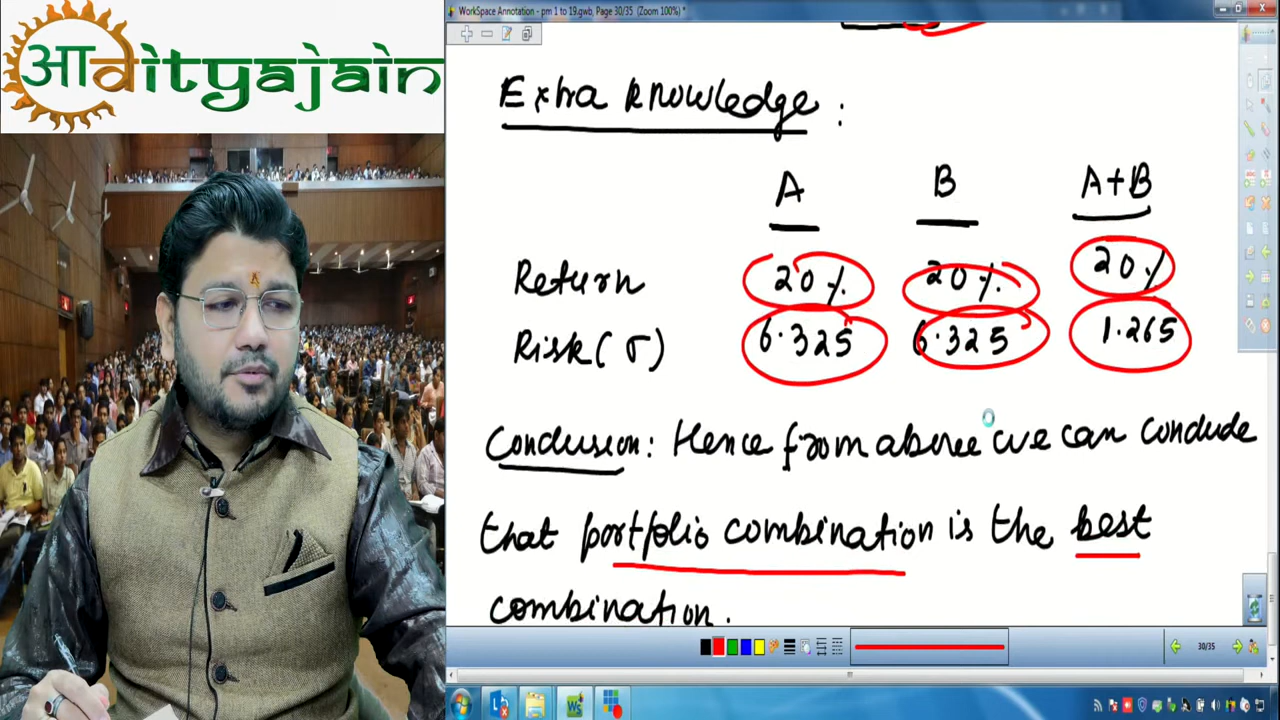 आdityajain
WorkSpace Annotation - pm 1 to 19.gwb, Page 30/35 (Zoom 100%) *
Extra knowledge :
A B A+B
Return 20% 20% 20%
Risk (σ) 6.325 6.325 1.265
Conclusion: Hence from above we can conclude
that portfolio combination is the best
combination.
30/35